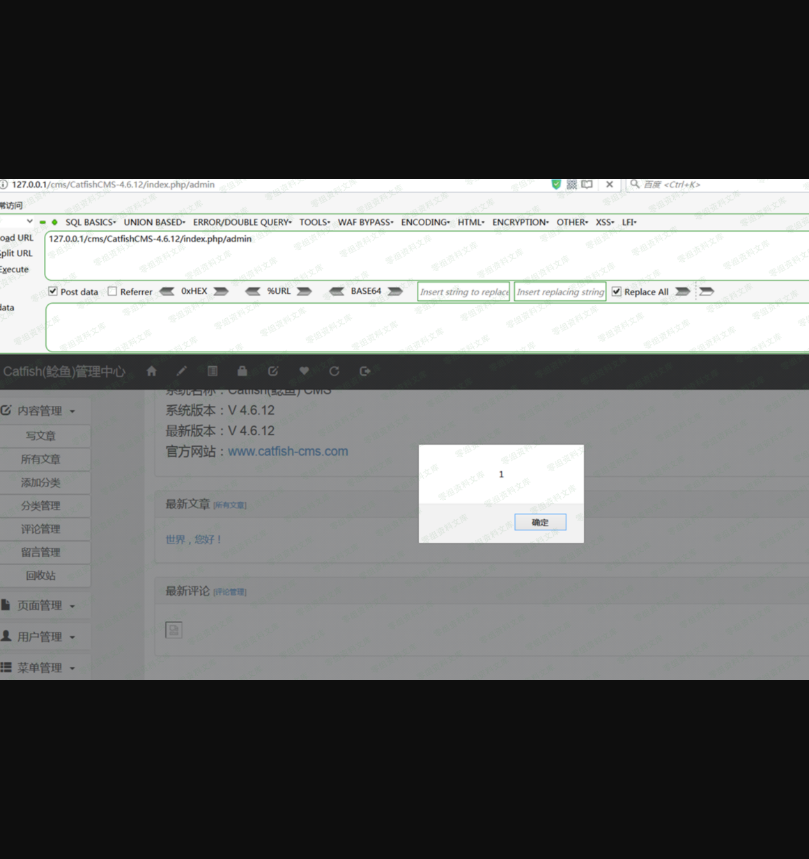 127.0.0.1/cms/CatfishCMS-4.6.12/index.php/admin
百度 <Ctrl+K>
常访问
SQL BASICS UNION BASED ERROR/DOUBLE QUERY TOOLS WAF BYPASS ENCODING HTML ENCRYPTION OTHER XSS LFI
oad URL
127.0.0.1/cms/CatfishCMS-4.6.12/index.php/admin
plit URL
Execute
Post data Referrer 0xHEX %URL BASE64 Insert string to replace Insert replacing string Replace All
data
Catfish(鲶鱼)管理中心
系统名称：Catfish(鲶鱼) CMS
内容管理
系统版本：V 4.6.12
写文章
最新版本：V 4.6.12
所有文章
官方网站：www.catfish-cms.com
添加分类
1
分类管理
最新文章 [所有文章]
评论管理
确定
世界，您好！
留言管理
回收站
最新评论 [评论管理]
页面管理
用户管理
菜单管理
零组资料文库